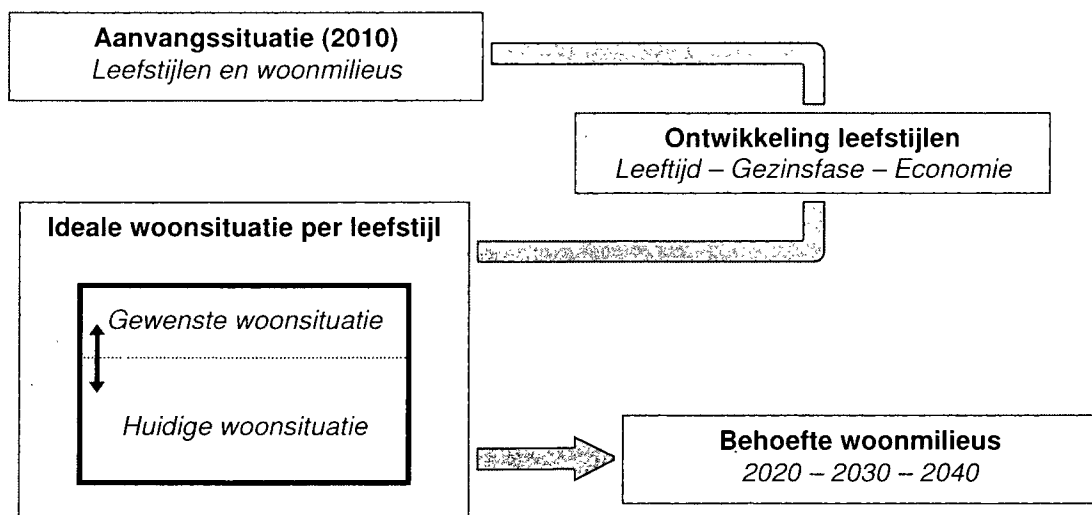 Aanvangssituatie (2010)
Leefstijlen en woonmilieus
Ontwikkeling leefstijlen
Leeftijd – Gezinsfase – Economie
Ideale woonsituatie per leefstijl
Gewenste woonsituatie
Huidige woonsituatie
Behoefte woonmilieus
2020 – 2030 – 2040